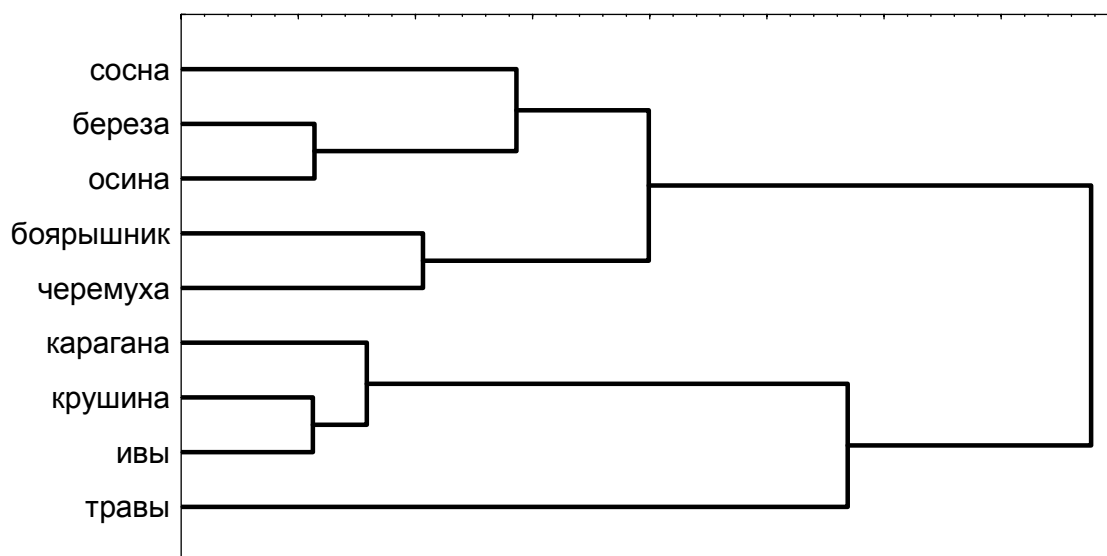 сосна
береза
осина
боярышник
черемуха
карагана
крушина
ивы
травы